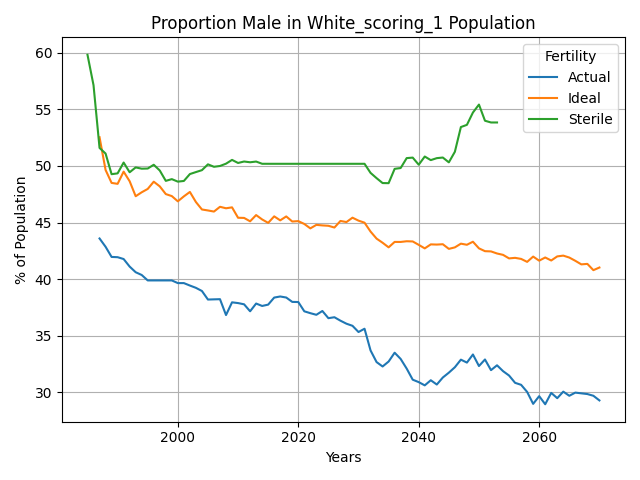 Proportion Male in White_scoring_1 Population
60
55
50
45
40
35
30
% of Population
2000
2020
2040
2060
Years
Fertility
Actual
Ideal
Sterile